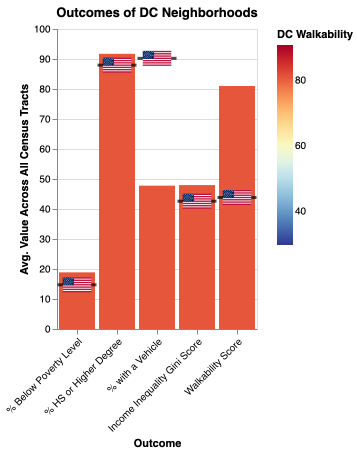 Outcomes of DC Neighborhoods
DC Walkability
80
60
40
Avg. Value Across All Census Tracts
100
90
80
70
60
50
40
30
20
10
0
% Below Poverty Level
% HS or Higher Degree
% with a Vehicle
Income Inequality Gini Score
Walkability Score
Outcome